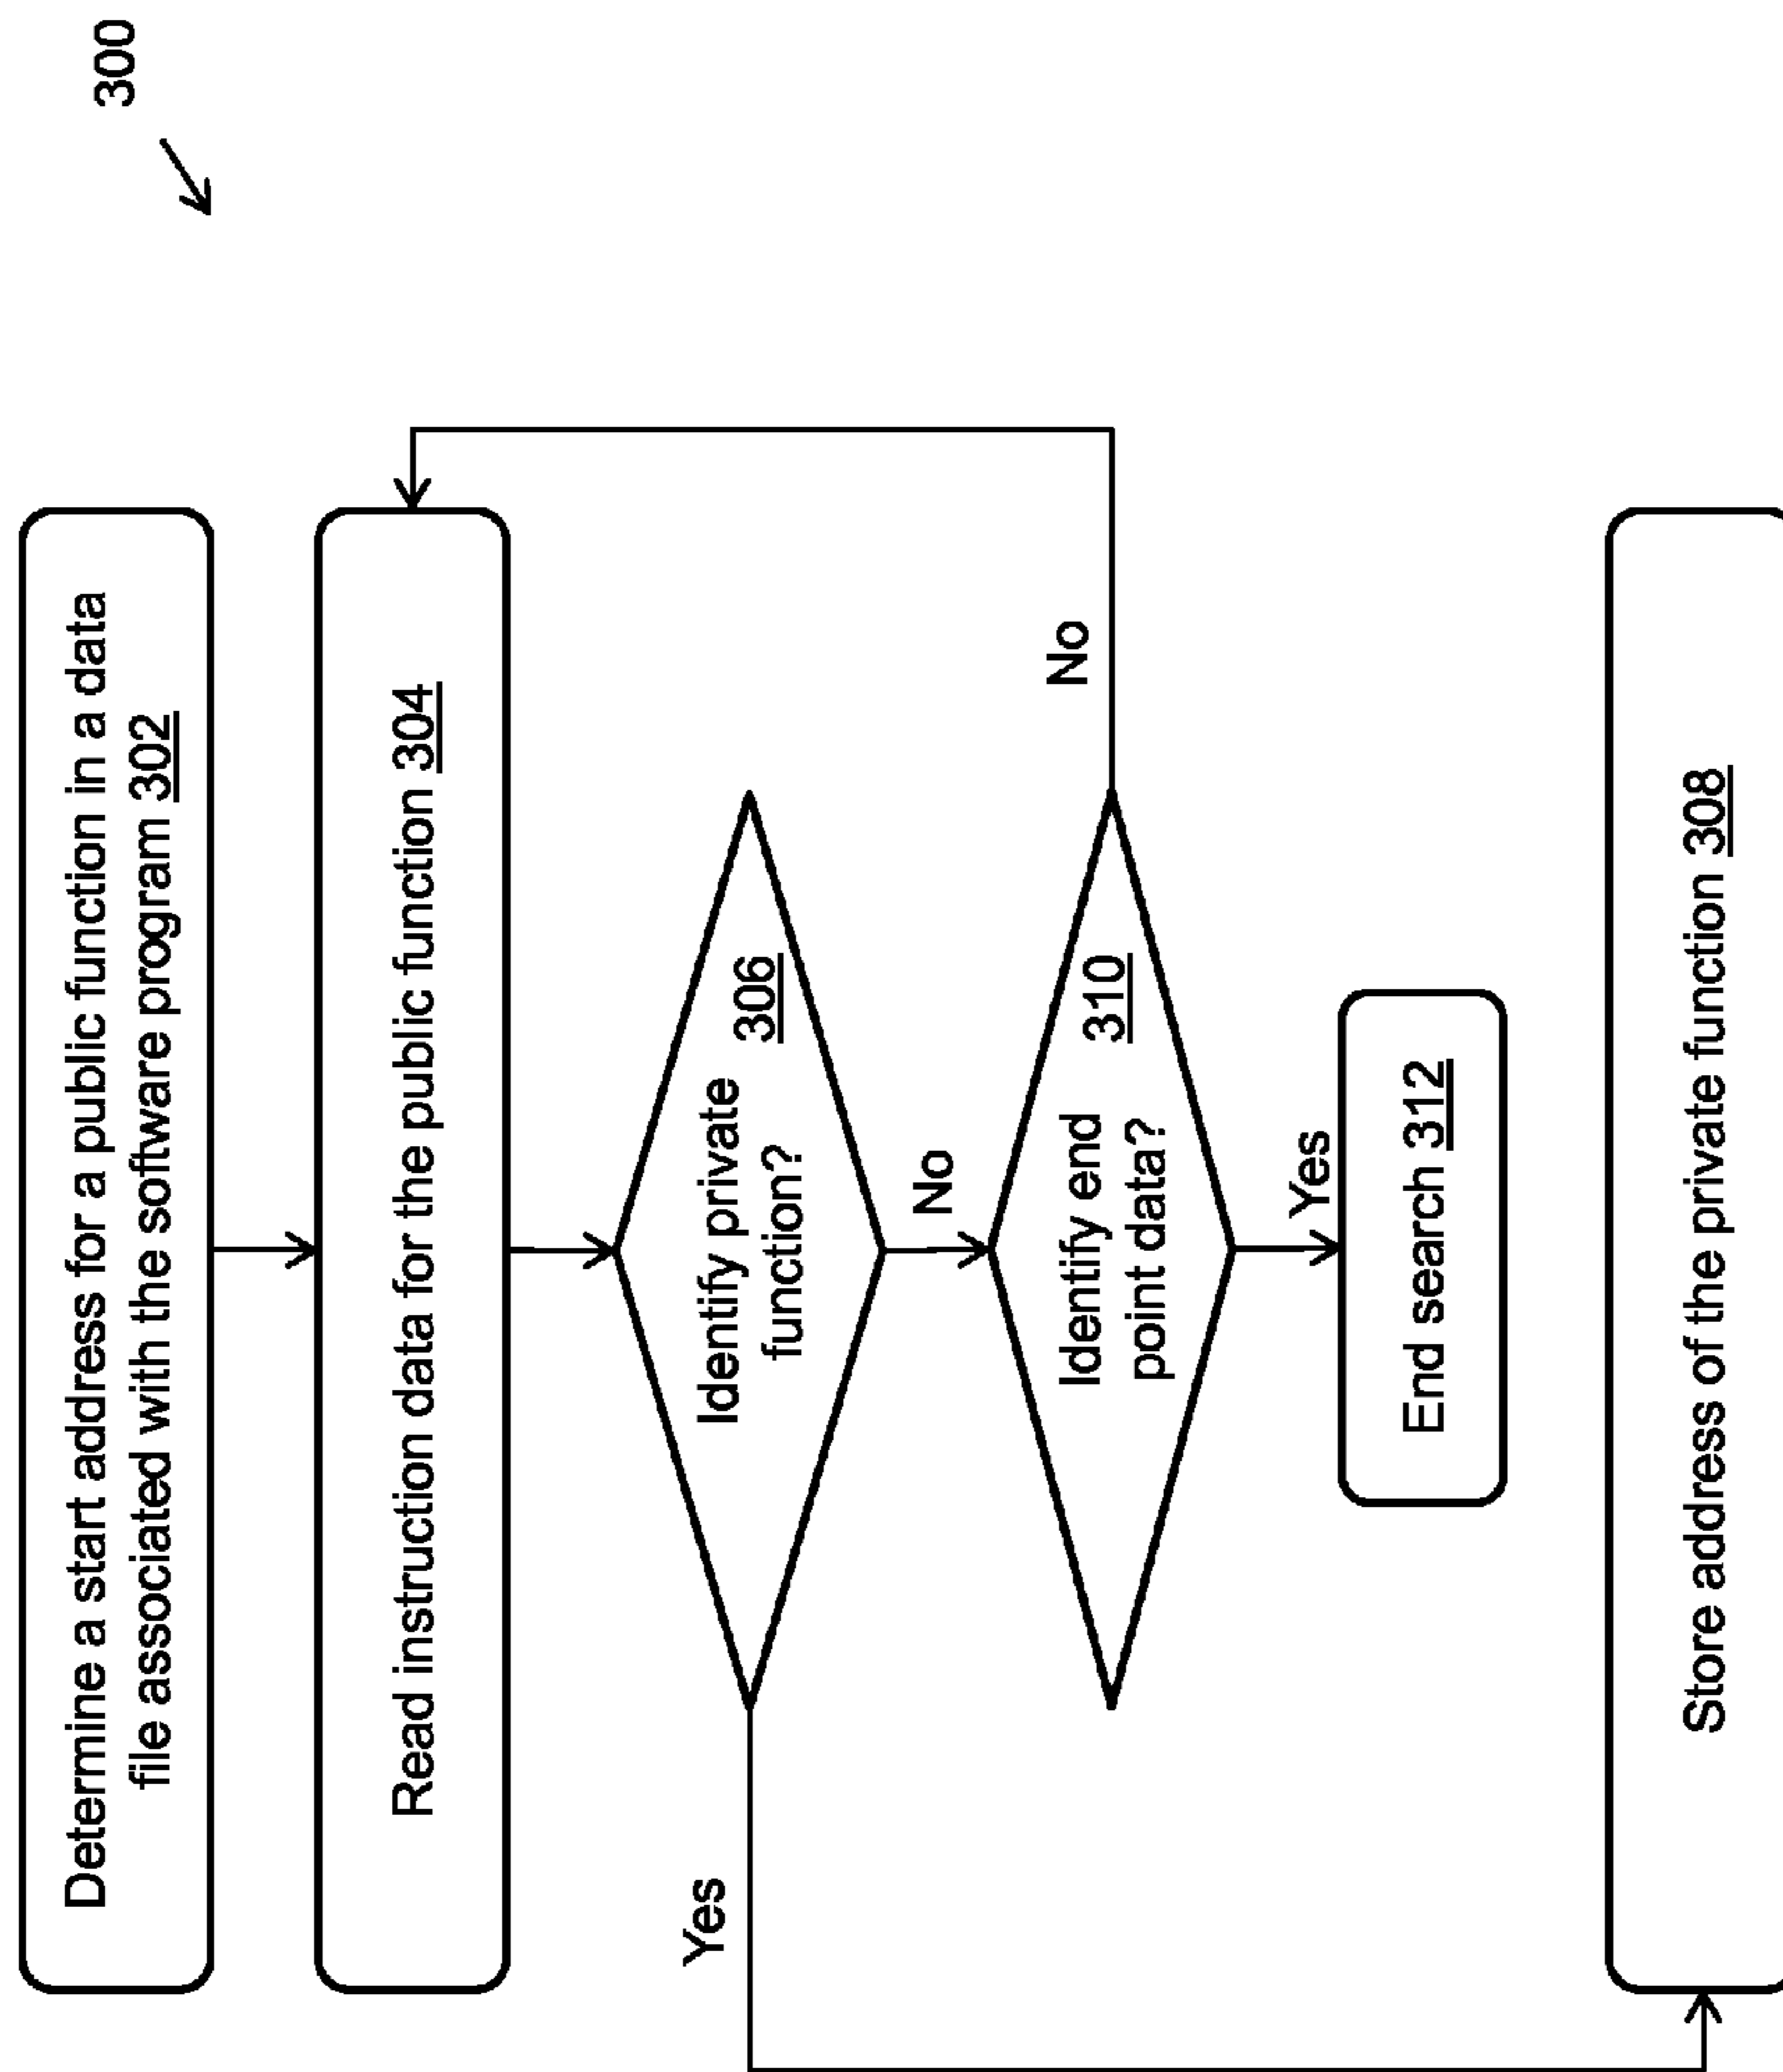 300
Determine a start address for a public function in a data
file associated with the software program 302
Read instruction data for the public function 304
Yes
Identify private
function?
306
No
Identify end
point data?
310
No
Yes
End search 312
Store address of the private function 308